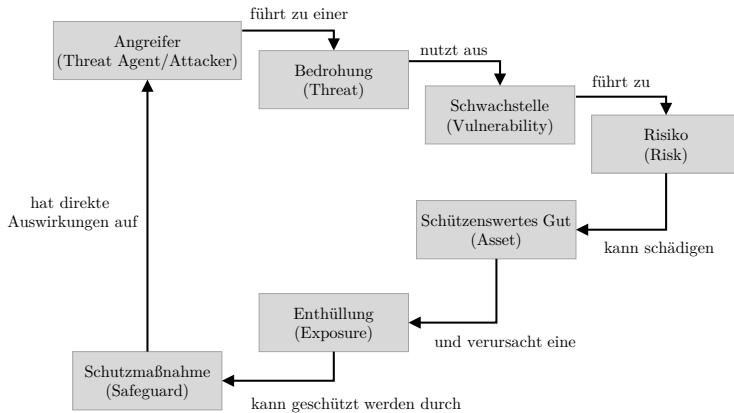 führt zu einer
Angreifer
(Threat Agent/Attacker)
nutzt aus
Bedrohung
(Threat)
führt zu
Schwachstelle
(Vulnerability)
Risiko
(Risk)
hat direkte
Auswirkungen auf
Schützenswertes Gut
(Asset)
kann schädigen
Enthüllung
(Exposure)
und verursacht eine
Schutzmaßnahme
(Safeguard)
kann geschützt werden durch